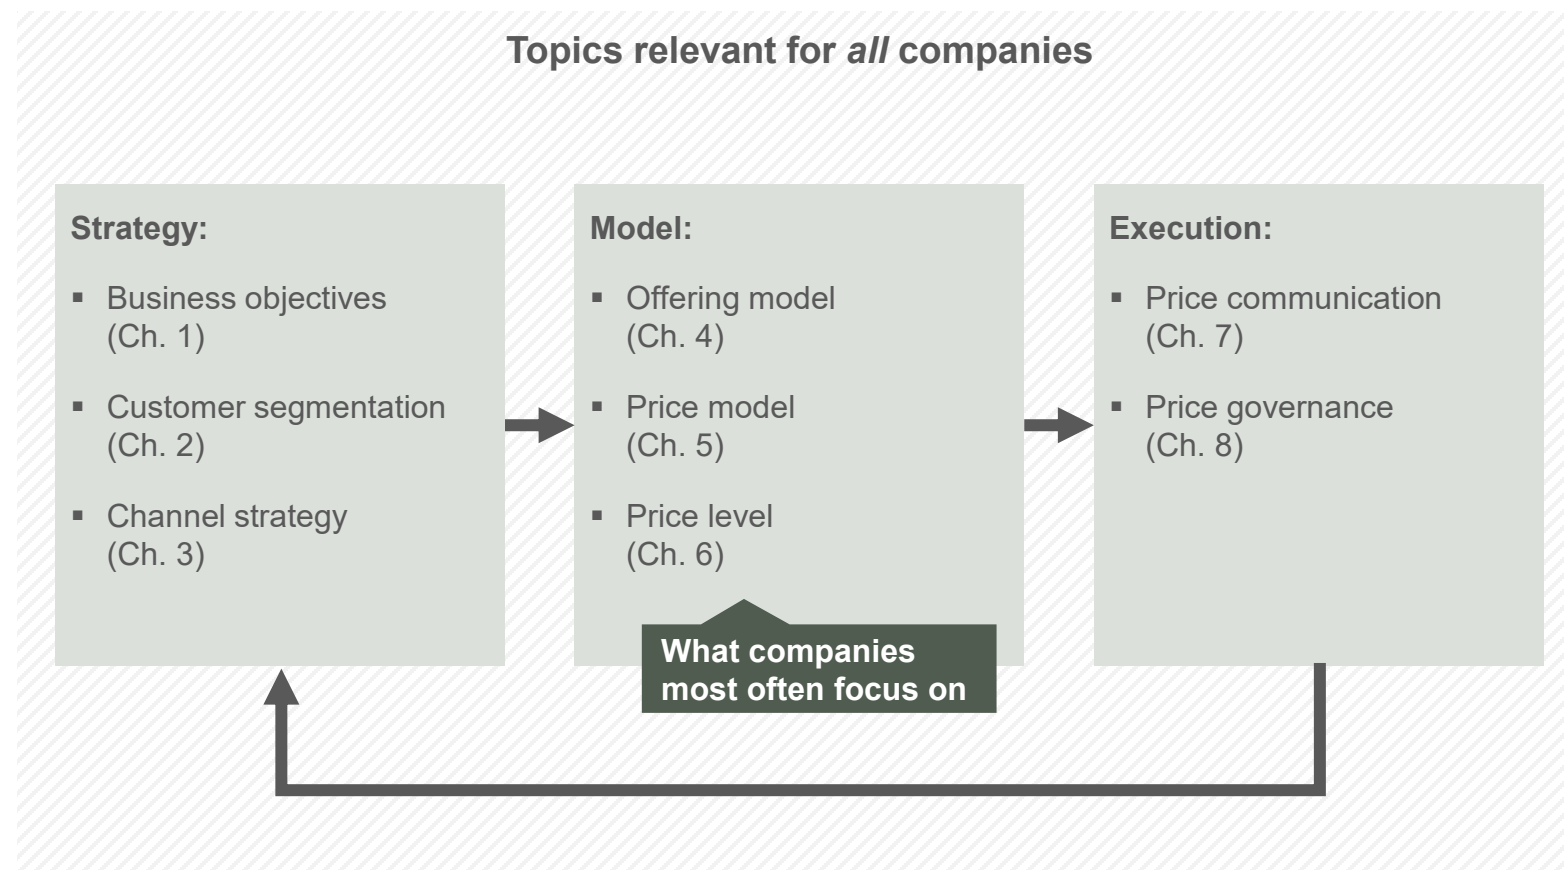 Topics relevant for all companies
Strategy:
▪ Business objectives
(Ch. 1)
▪ Customer segmentation
(Ch. 2)
▪ Channel strategy
(Ch. 3)
Model:
▪ Offering model
(Ch. 4)
▪ Price model
(Ch. 5)
▪ Price level
(Ch. 6)
What companies
most often focus on
Execution:
▪ Price communication
(Ch. 7)
▪ Price governance
(Ch. 8)